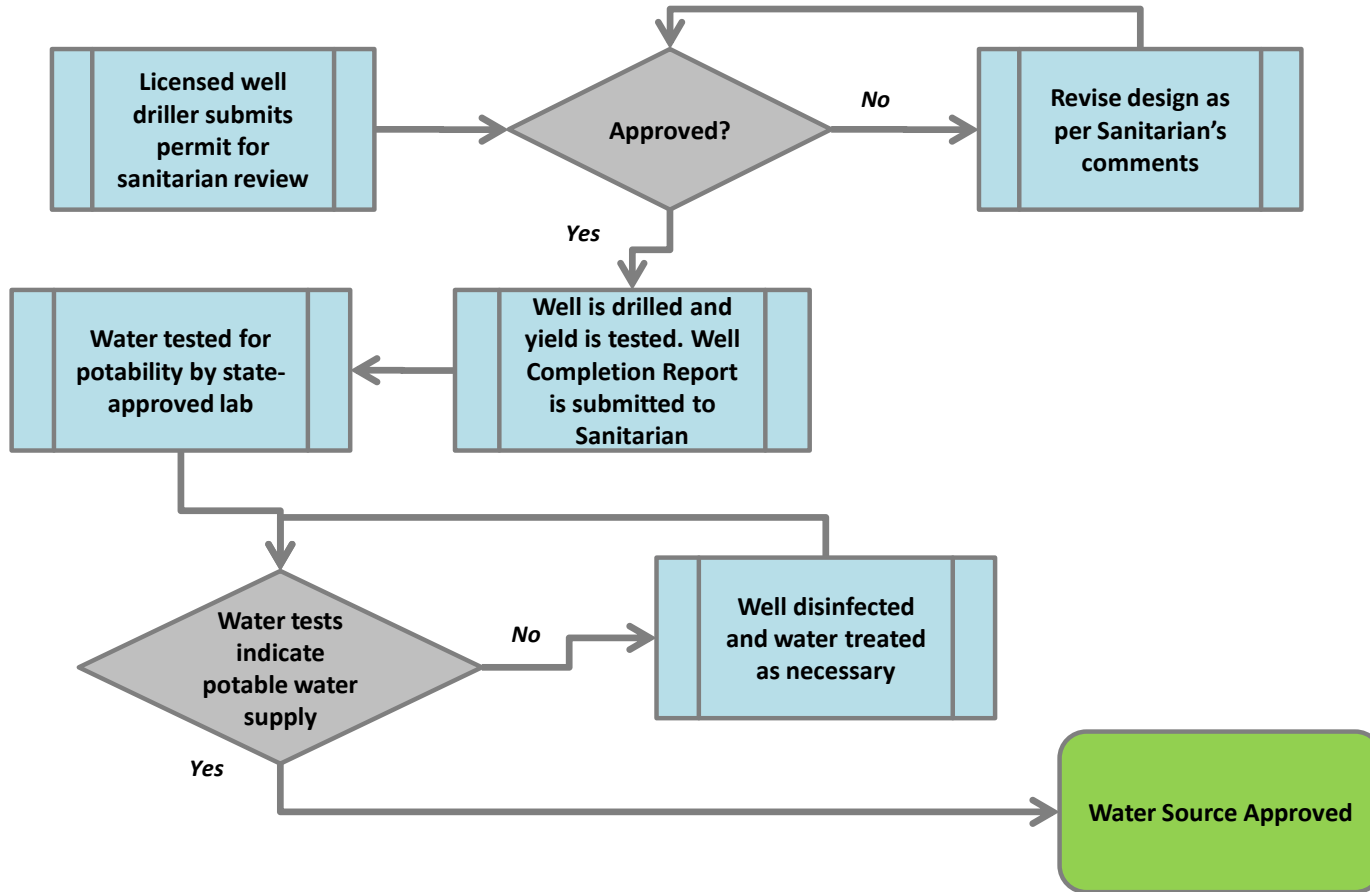 Licensed well
driller submits
permit for
sanitarian review
Approved?
No
Revise design as
per Sanitarian's
comments
Yes
Well is drilled and
yield is tested. Well
Completion Report
is submitted to
Sanitarian
Water tested for
potability by state-
approved lab
Water tests
indicate
potable water
supply
No
Well disinfected
and water treated
as necessary
Yes
Water Source Approved